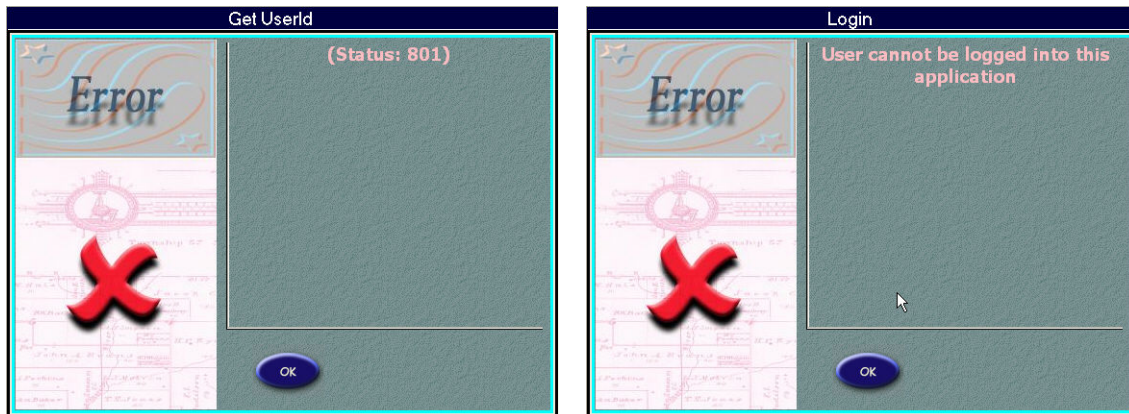 Get UserId
Error
(Status: 801)
OK
Login
Error
User cannot be logged into this
application
OK